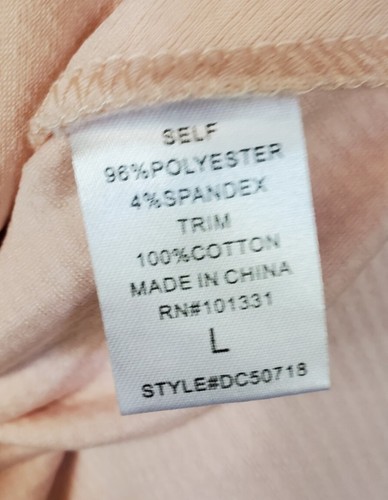 SELF
96%POLYESTER
4%SPANDEX
TRIM
100%COTTON
MADE IN CHINA
RN#101331
L
STYLE#DC50718